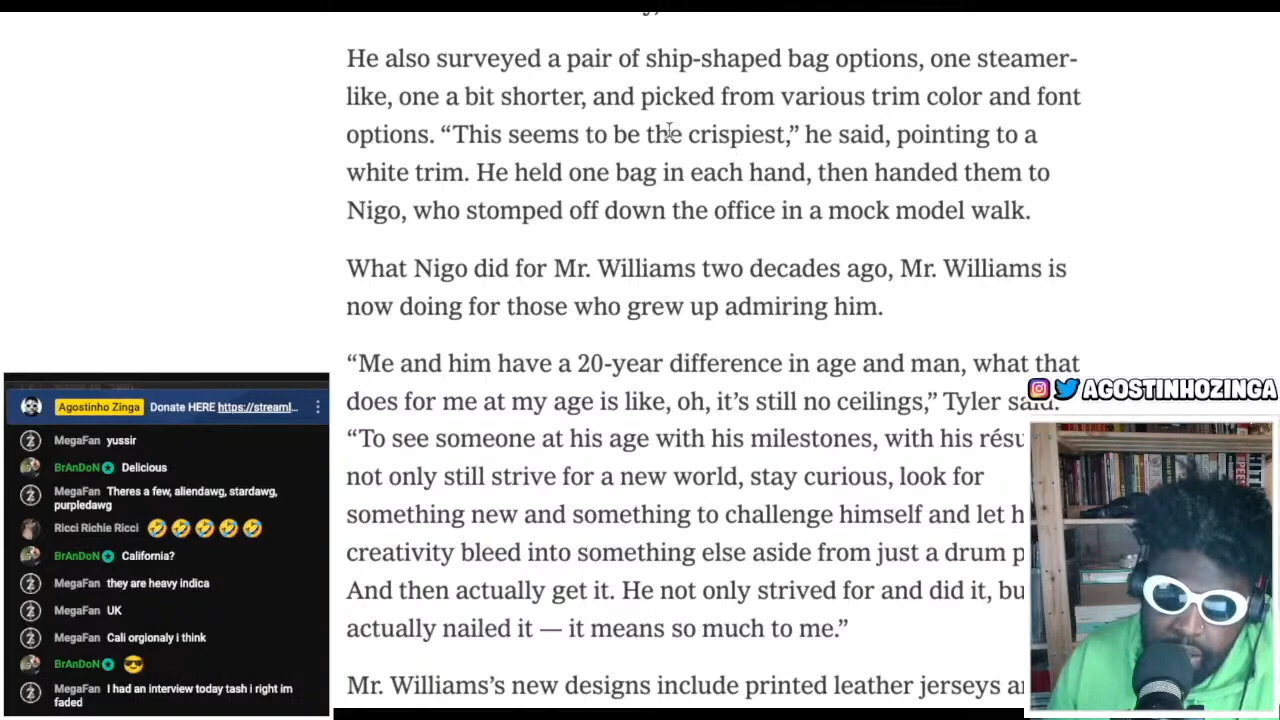 He also surveyed a pair of ship-shaped bag options, one steamer-
like, one a bit shorter, and picked from various trim color and font
options. “This seems to be the crispiest,” he said, pointing to a
white trim. He held one bag in each hand, then handed them to
Nigo, who stomped off down the office in a mock model walk.
What Nigo did for Mr. Williams two decades ago, Mr. Williams is
now doing for those who grew up admiring him.
“Me and him have a 20-year difference in age and man, what that
does for me at my age is like, oh, it’s still no ceilings,” Tyler said.
“To see someone at his age with his milestones, with his résu
not only still strive for a new world, stay curious, look for
something new and something to challenge himself and let h
creativity bleed into something else aside from just a drum p
And then actually get it. He not only strived for and did it, bu
actually nailed it — it means so much to me.”
Mr. Williams’s new designs include printed leather jerseys a
Agostinho Zinga Donate HERE https://streaml...
MegaFan yussir
BrAnDoN Delicious
MegaFan Theres a few, aliendawg, stardawg,
purpledawg
Ricci Richie Ricci 🤣🤣🤣🤣🤣
BrAnDoN California?
MegaFan they are heavy indica
MegaFan UK
MegaFan Cali orgionaly i think
BrAnDoN 😎
MegaFan I had an interview today tash i right im
faded
AGOSTINHOZINGA